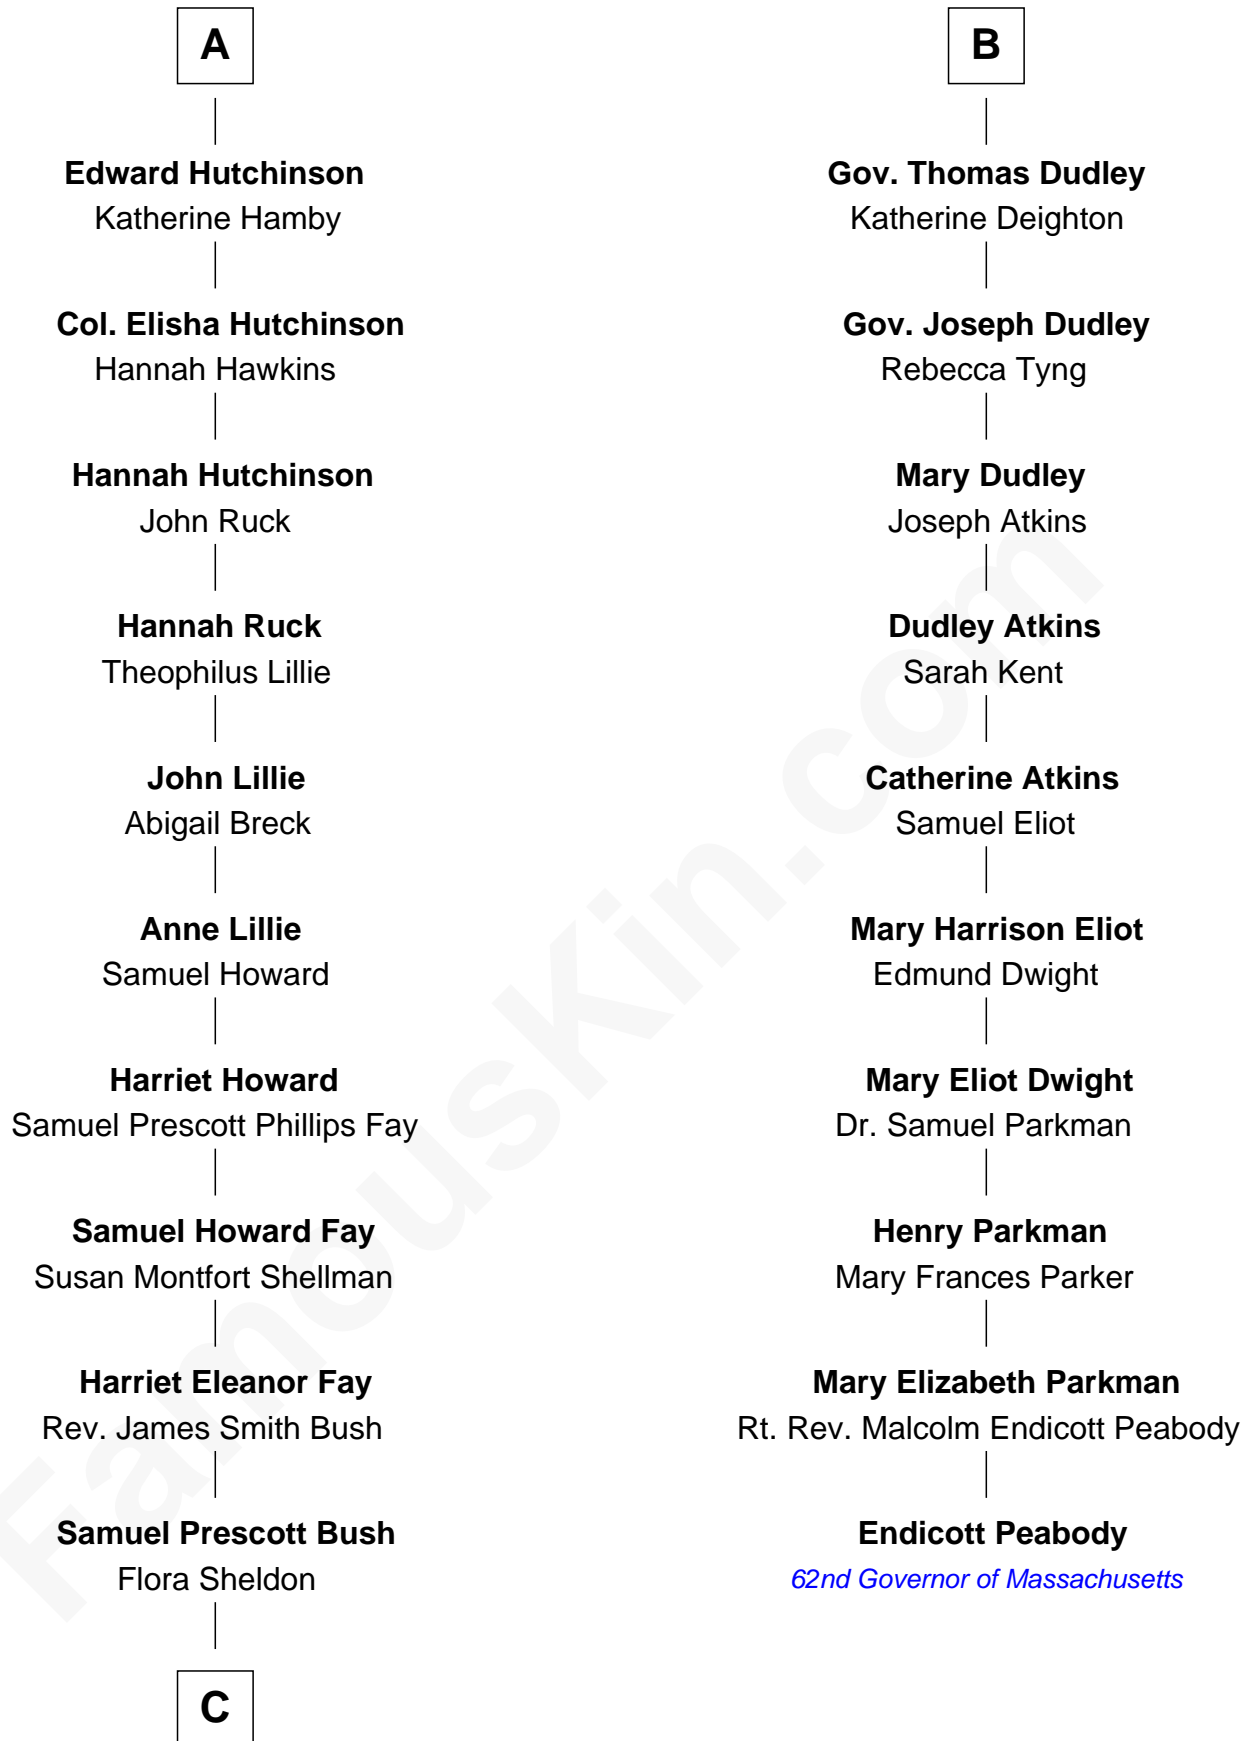 A
Edward Hutchinson
Katherine Hamby
Col. Elisha Hutchinson
Hannah Hawkins
Hannah Hutchinson
John Ruck
Hannah Ruck
Theophilus Lillie
John Lillie
Abigail Breck
Anne Lillie
Samuel Howard
Harriet Howard
Samuel Prescott Phillips Fay
Samuel Howard Fay
Susan Montfort Shellman
Harriet Eleanor Fay
Rev. James Smith Bush
Samuel Prescott Bush
Flora Sheldon
C
B
Gov. Thomas Dudley
Katherine Deighton
Gov. Joseph Dudley
Rebecca Tyng
Mary Dudley
Joseph Atkins
Dudley Atkins
Sarah Kent
Catherine Atkins
Samuel Eliot
Mary Harrison Eliot
Edmund Dwight
Mary Eliot Dwight
Dr. Samuel Parkman
Henry Parkman
Mary Frances Parker
Mary Elizabeth Parkman
Rt. Rev. Malcolm Endicott Peabody
Endicott Peabody
62nd Governor of Massachusetts
FamousKin.com